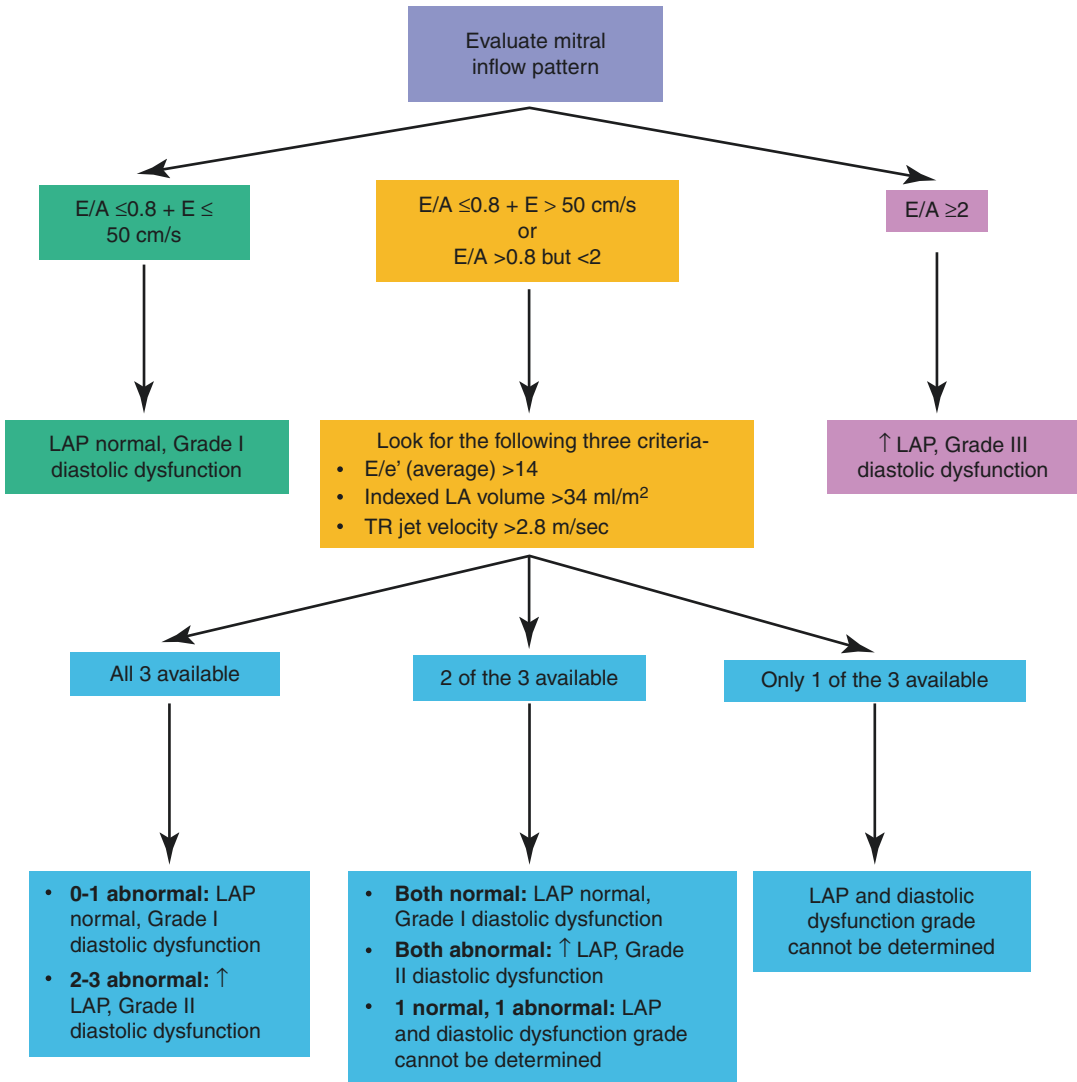 Evaluate mitral
inflow pattern
E/A ≤0.8 + E ≤
50 cm/s
E/A ≤0.8 + E > 50 cm/s
or
E/A >0.8 but <2
E/A ≥2
LAP normal, Grade I
diastolic dysfunction
Look for the following three criteria-
• E/e' (average) >14
• Indexed LA volume >34 ml/m²
• TR jet velocity >2.8 m/sec
↑ LAP, Grade III
diastolic dysfunction
All 3 available
2 of the 3 available
Only 1 of the 3 available
• 0-1 abnormal: LAP
normal, Grade I
diastolic dysfunction
• 2-3 abnormal: ↑
LAP, Grade II
diastolic dysfunction
• Both normal: LAP normal,
Grade I diastolic dysfunction
• Both abnormal: ↑ LAP, Grade
II diastolic dysfunction
• 1 normal, 1 abnormal: LAP
and diastolic dysfunction grade
cannot be determined
LAP and diastolic
dysfunction grade
cannot be determined